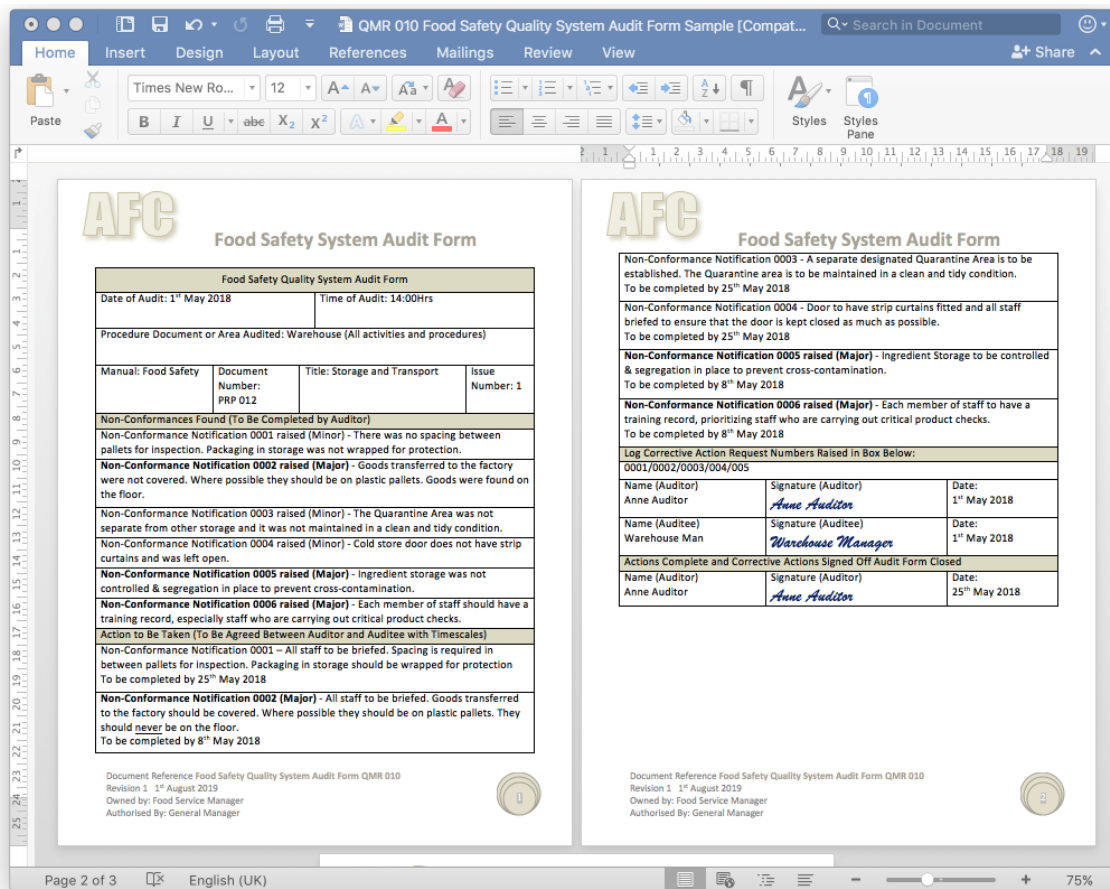 QMR 010 Food Safety Quality System Audit Form Sample [Compat...
Search in Document
Home Insert Design Layout References Mailings Review View
Share
Times New Ro... 12
Paste
B I U abc X₂ X²
Styles
Styles
Pane
2 1 1 2 3 4 5 6 7 8 9 10 11 12 13 14 15 16 17 18 19
AFC
Food Safety System Audit Form
Food Safety Quality System Audit Form
Date of Audit: 1st May 2018
Time of Audit: 14:00Hrs
Procedure Document or Area Audited: Warehouse (All activities and procedures)
Manual: Food Safety
Document
Number:
PRP 012
Title: Storage and Transport
Issue
Number: 1
Non-Conformances Found (To Be Completed by Auditor)
Non-Conformance Notification 0001 raised (Minor) - There was no spacing between
pallets for inspection. Packaging in storage was not wrapped for protection.
Non-Conformance Notification 0002 raised (Major) - Goods transferred to the factory
were not covered. Where possible they should be on plastic pallets. Goods were found on
the floor.
Non-Conformance Notification 0003 raised (Minor) - The Quarantine Area was not
separate from other storage and it was not maintained in a clean and tidy condition.
Non-Conformance Notification 0004 raised (Minor) - Cold store door does not have strip
curtains and was left open.
Non-Conformance Notification 0005 raised (Major) - Ingredient storage was not
controlled & segregation in place to prevent cross-contamination.
Non-Conformance Notification 0006 raised (Major) - Each member of staff should have a
training record, especially staff who are carrying out critical product checks.
Action to Be Taken (To Be Agreed Between Auditor and Auditee with Timescales)
Non-Conformance Notification 0001 – All staff to be briefed. Spacing is required in
between pallets for inspection. Packaging in storage should be wrapped for protection
To be completed by 25th May 2018
Non-Conformance Notification 0002 (Major) - All staff to be briefed. Goods transferred
to the factory should be covered. Where possible they should be on plastic pallets. They
should never be on the floor.
To be completed by 8th May 2018
Document Reference Food Safety Quality System Audit Form QMR 010
Revision 1 1st August 2019
Owned by: Food Service Manager
Authorised By: General Manager
1
AFC
Food Safety System Audit Form
Non-Conformance Notification 0003 - A separate designated Quarantine Area is to be
established. The Quarantine area is to be maintained in a clean and tidy condition.
To be completed by 25th May 2018
Non-Conformance Notification 0004 - Door to have strip curtains fitted and all staff
briefed to ensure that the door is kept closed as much as possible.
To be completed by 25th May 2018
Non-Conformance Notification 0005 raised (Major) - Ingredient Storage to be controlled
& segregation in place to prevent cross-contamination.
To be completed by 8th May 2018
Non-Conformance Notification 0006 raised (Major) - Each member of staff to have a
training record, prioritizing staff who are carrying out critical product checks.
To be completed by 8th May 2018
Log Corrective Action Request Numbers Raised in Box Below:
0001/0002/0003/004/005
Name (Auditor)
Anne Auditor
Signature (Auditor)
Anne Auditor
Date:
1st May 2018
Name (Auditee)
Warehouse Man
Signature (Auditee)
Warehouse Manager
Date:
1st May 2018
Actions Complete and Corrective Actions Signed Off Audit Form Closed
Name (Auditor)
Anne Auditor
Signature (Auditor)
Anne Auditor
Date:
25th May 2018
Document Reference Food Safety Quality System Audit Form QMR 010
Revision 1 1st August 2019
Owned by: Food Service Manager
Authorised By: General Manager
2
Page 2 of 3 English (UK) 75%